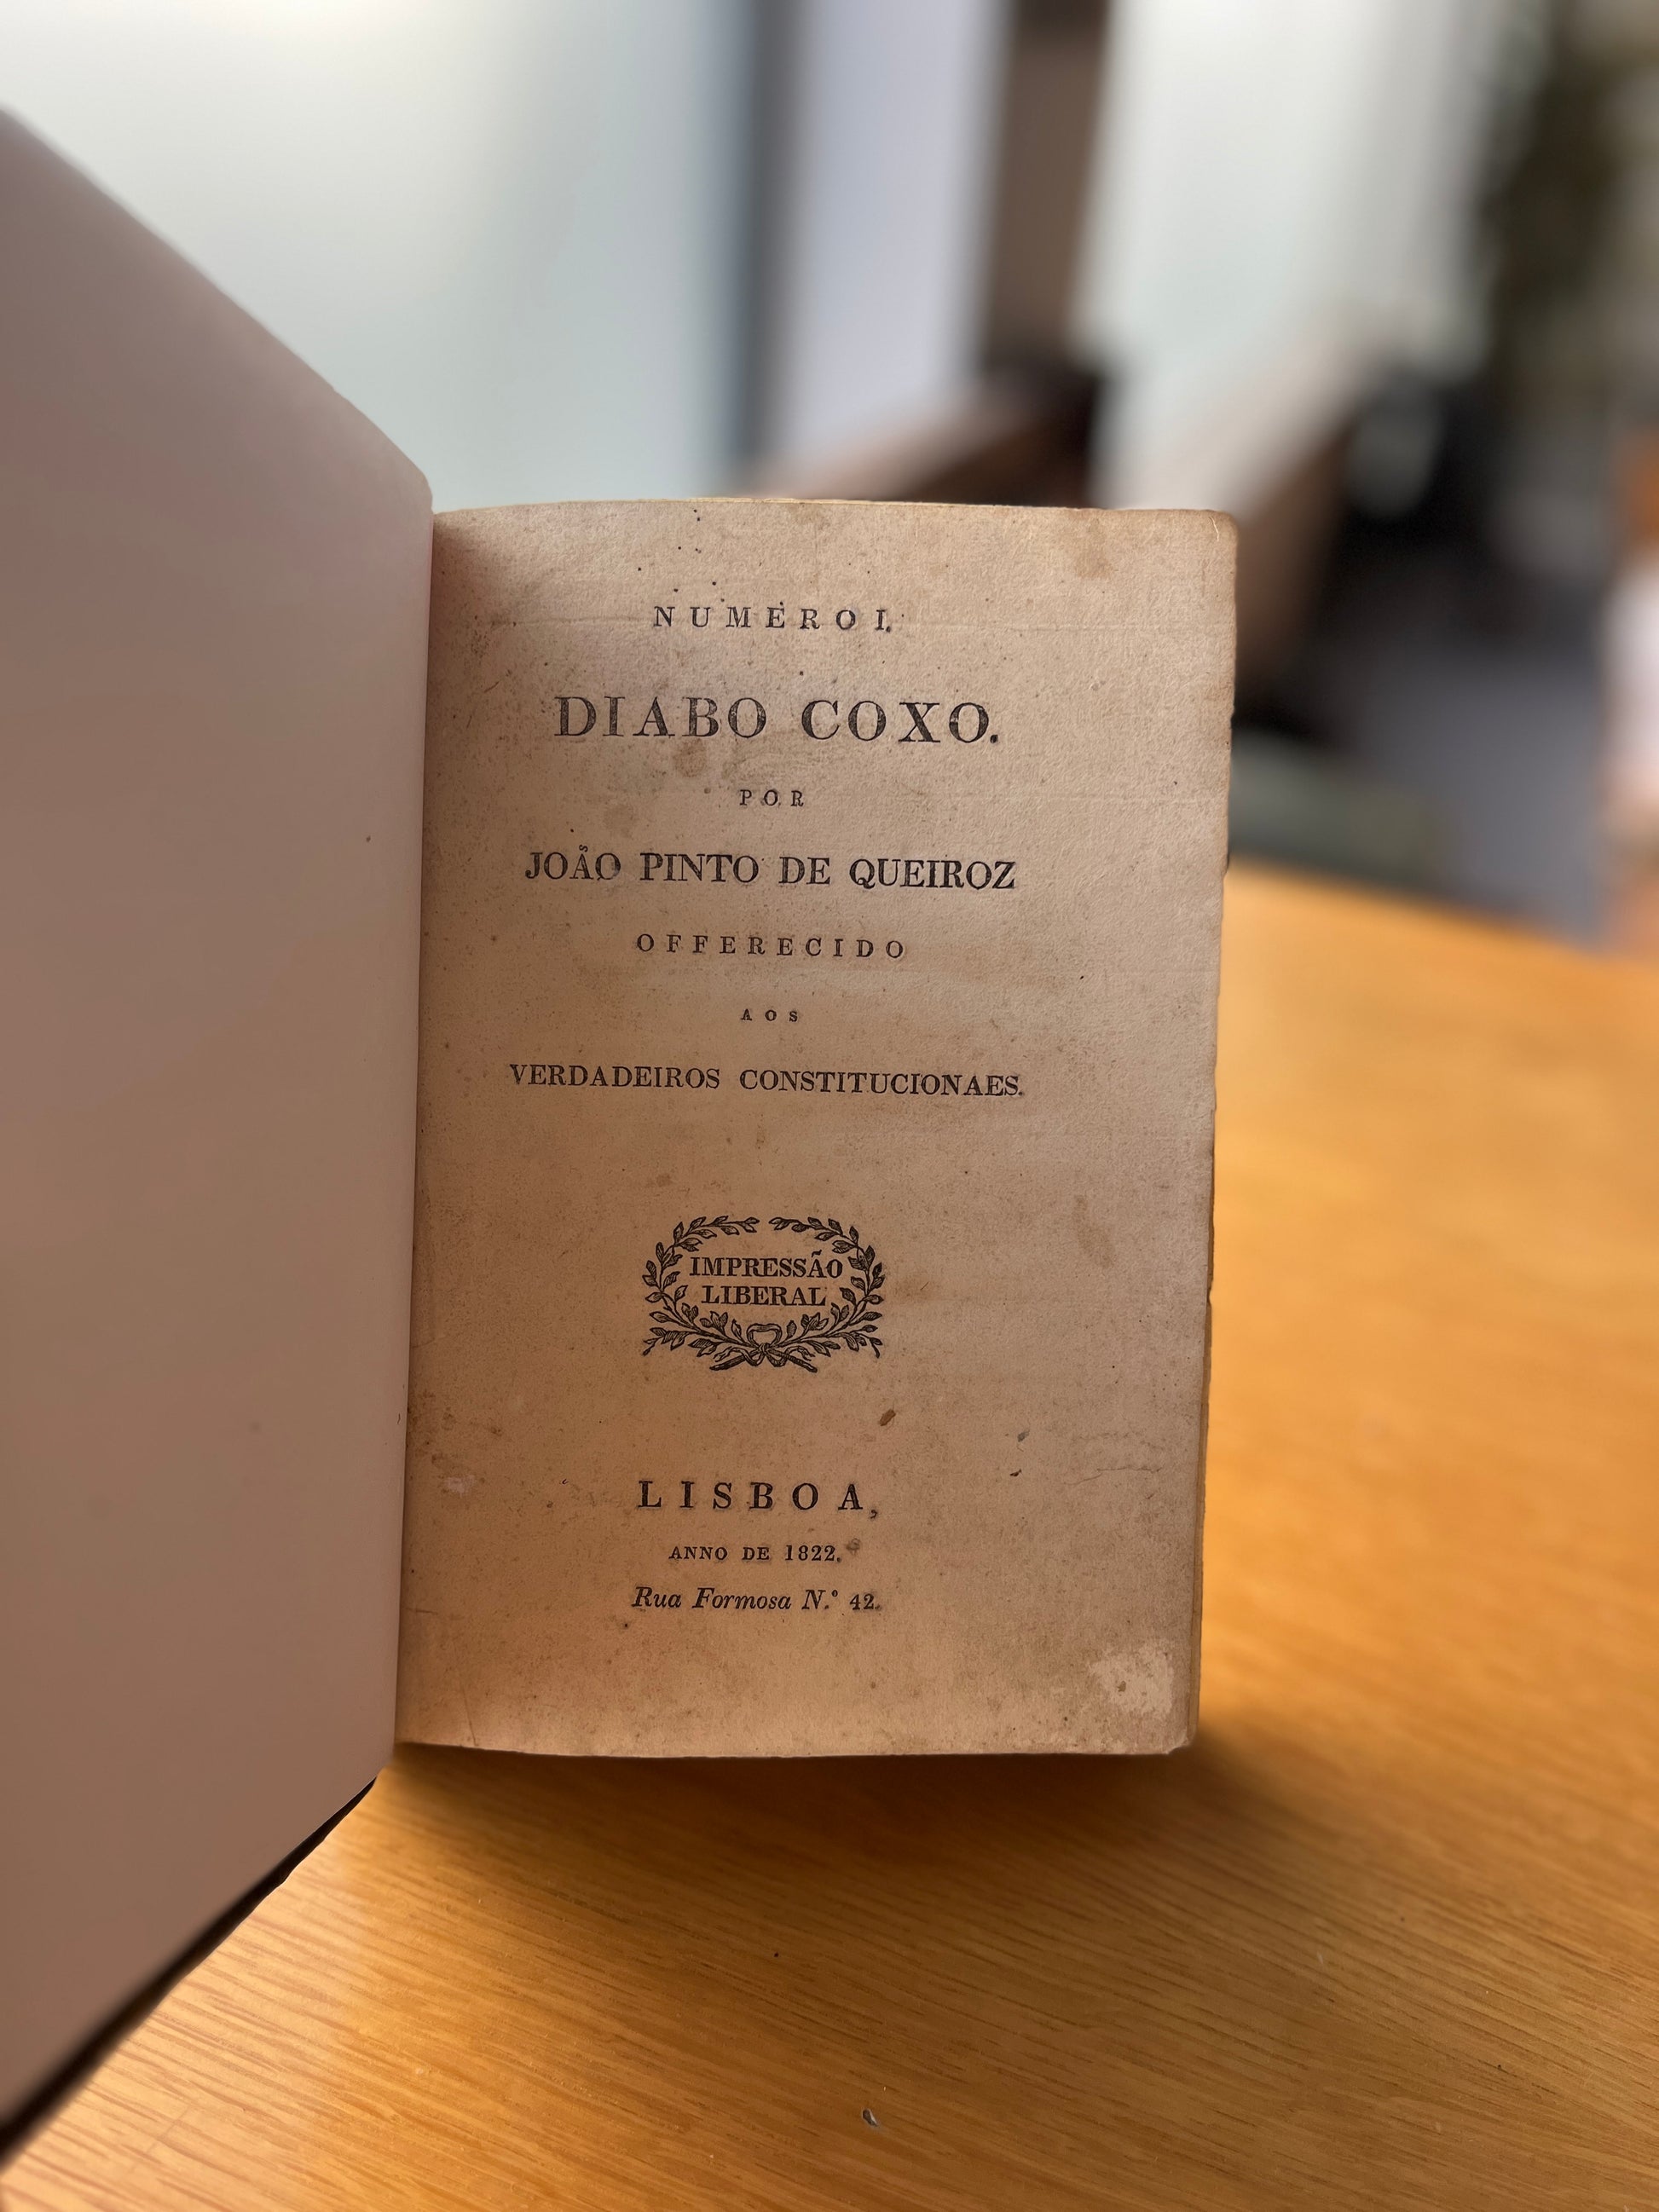 NUMERO I.
DIABO COXO.
POR
JOÃO PINTO DE QUEIROZ
OFFERECIDO
AOS
VERDADEIROS CONSTITUCIONAES.
IMPRESSÃO
LIBERAL
LISBOA,
ANNO DE 1822.
Rua Formosa N.º 42.